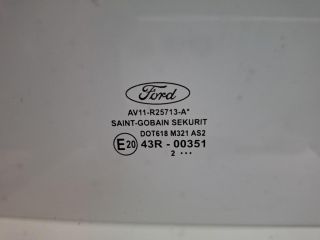 Ford
AV11-R25713-A*
SAINT-GOBAIN SEKURIT
DOT618 M321 AS2
E20 43R - 00351
2 ...